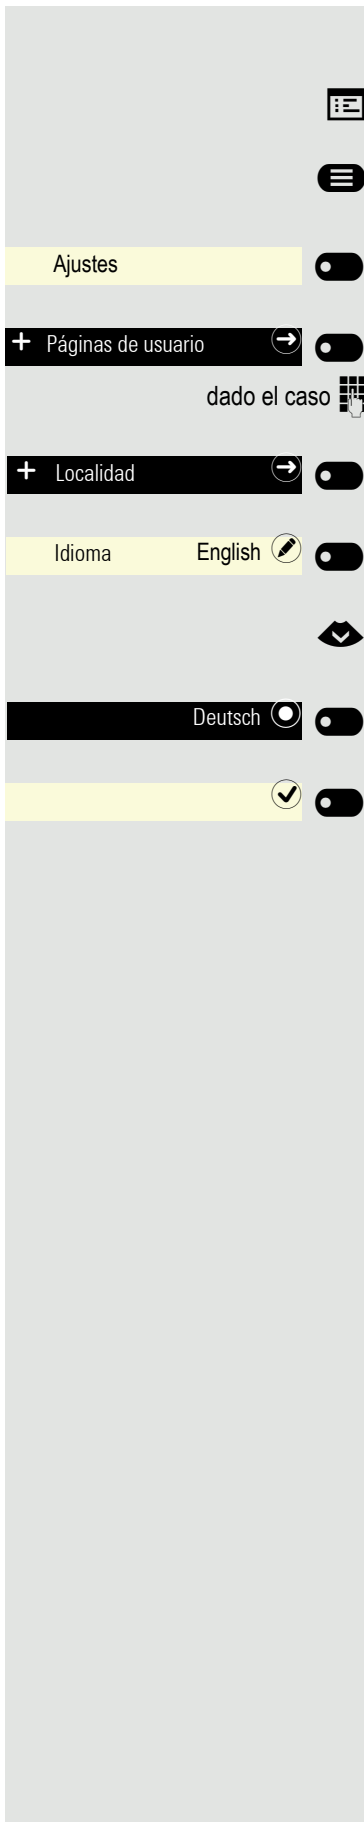 Ajustes
Páginas de usuario
dado el caso
Localidad
Idioma English
Deutsch